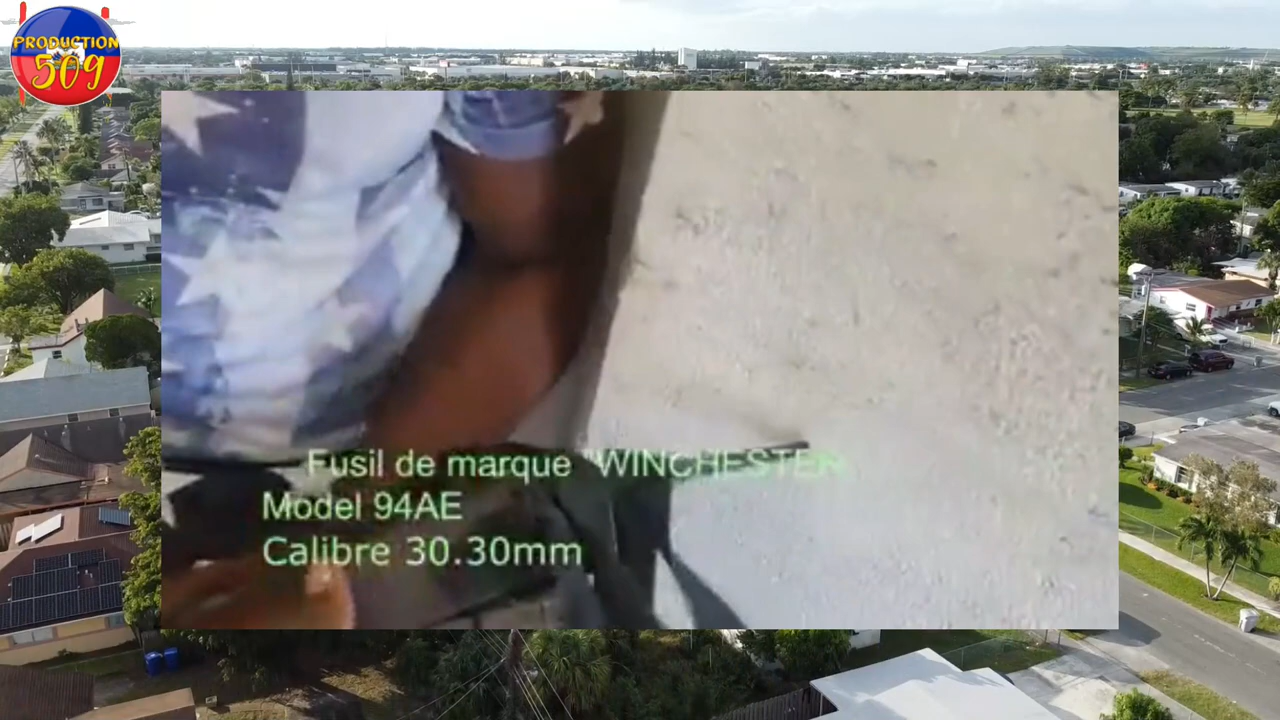 PRODUCTION
509
Fusil de marque "WINCHESTER"
Model 94AE
Calibre 30.30mm